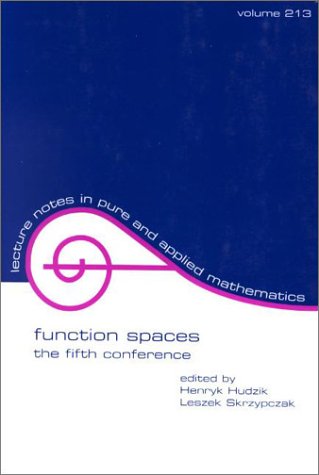 volume 213
lecture notes in pure and applied mathematics
function spaces
the fifth conference
edited by
Henryk Hudzik
Leszek Skrzypczak